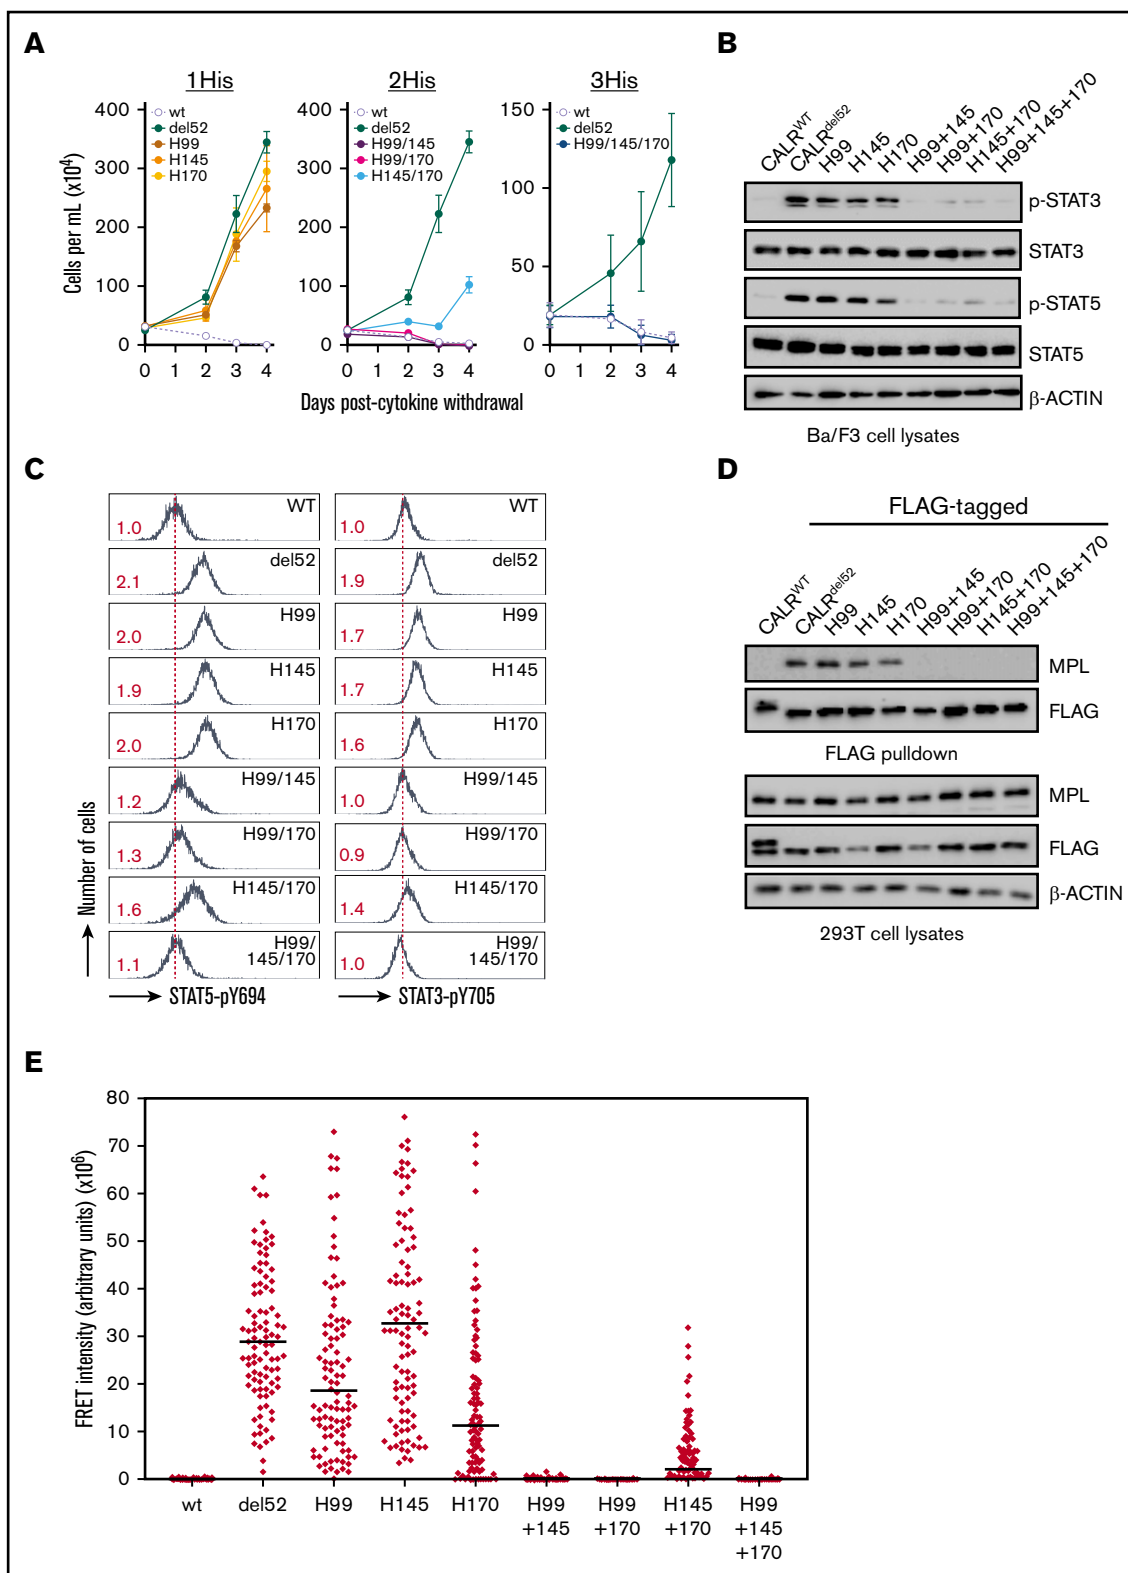 A
1His
2His
3His
400
300
200
100
0
Cells per mL (x10⁴)
wt
del52
H99
H145
H170
0 1 2 3 4
400
300
200
100
0
wt
del52
H99/145
H99/170
H145/170
0 1 2 3 4
150
100
50
0
wt
del52
H99/145/170
0 1 2 3 4
Days post-cytokine withdrawal
B
CALRᵂᵀ
CALRᵈᵉˡ⁵²
H99
H145
H170
H99+145
H99+170
H145+170
H99+145+170
p-STAT3
STAT3
p-STAT5
STAT5
β-ACTIN
Ba/F3 cell lysates
C
1.0 WT
2.1 del52
2.0 H99
1.9 H145
2.0 H170
1.2 H99/145
1.3 H99/170
1.6 H145/170
1.1 H99/
145/170
Number of cells
STAT5-pY694
1.0 WT
1.9 del52
1.7 H99
1.7 H145
1.6 H170
1.0 H99/145
0.9 H99/170
1.4 H145/170
1.0 H99/
145/170
STAT3-pY705
D
FLAG-tagged
CALRᵂᵀ
CALRᵈᵉˡ⁵²
H99
H145
H170
H99+145
H99+170
H145+170
H99+145+170
MPL
FLAG
FLAG pulldown
MPL
FLAG
β-ACTIN
293T cell lysates
E
FRET intensity (arbitrary units) (x10⁶)
80
70
60
50
40
30
20
10
0
wt del52 H99 H145 H170 H99 H99 H145 H99
+145 +170 +170 +145
+170